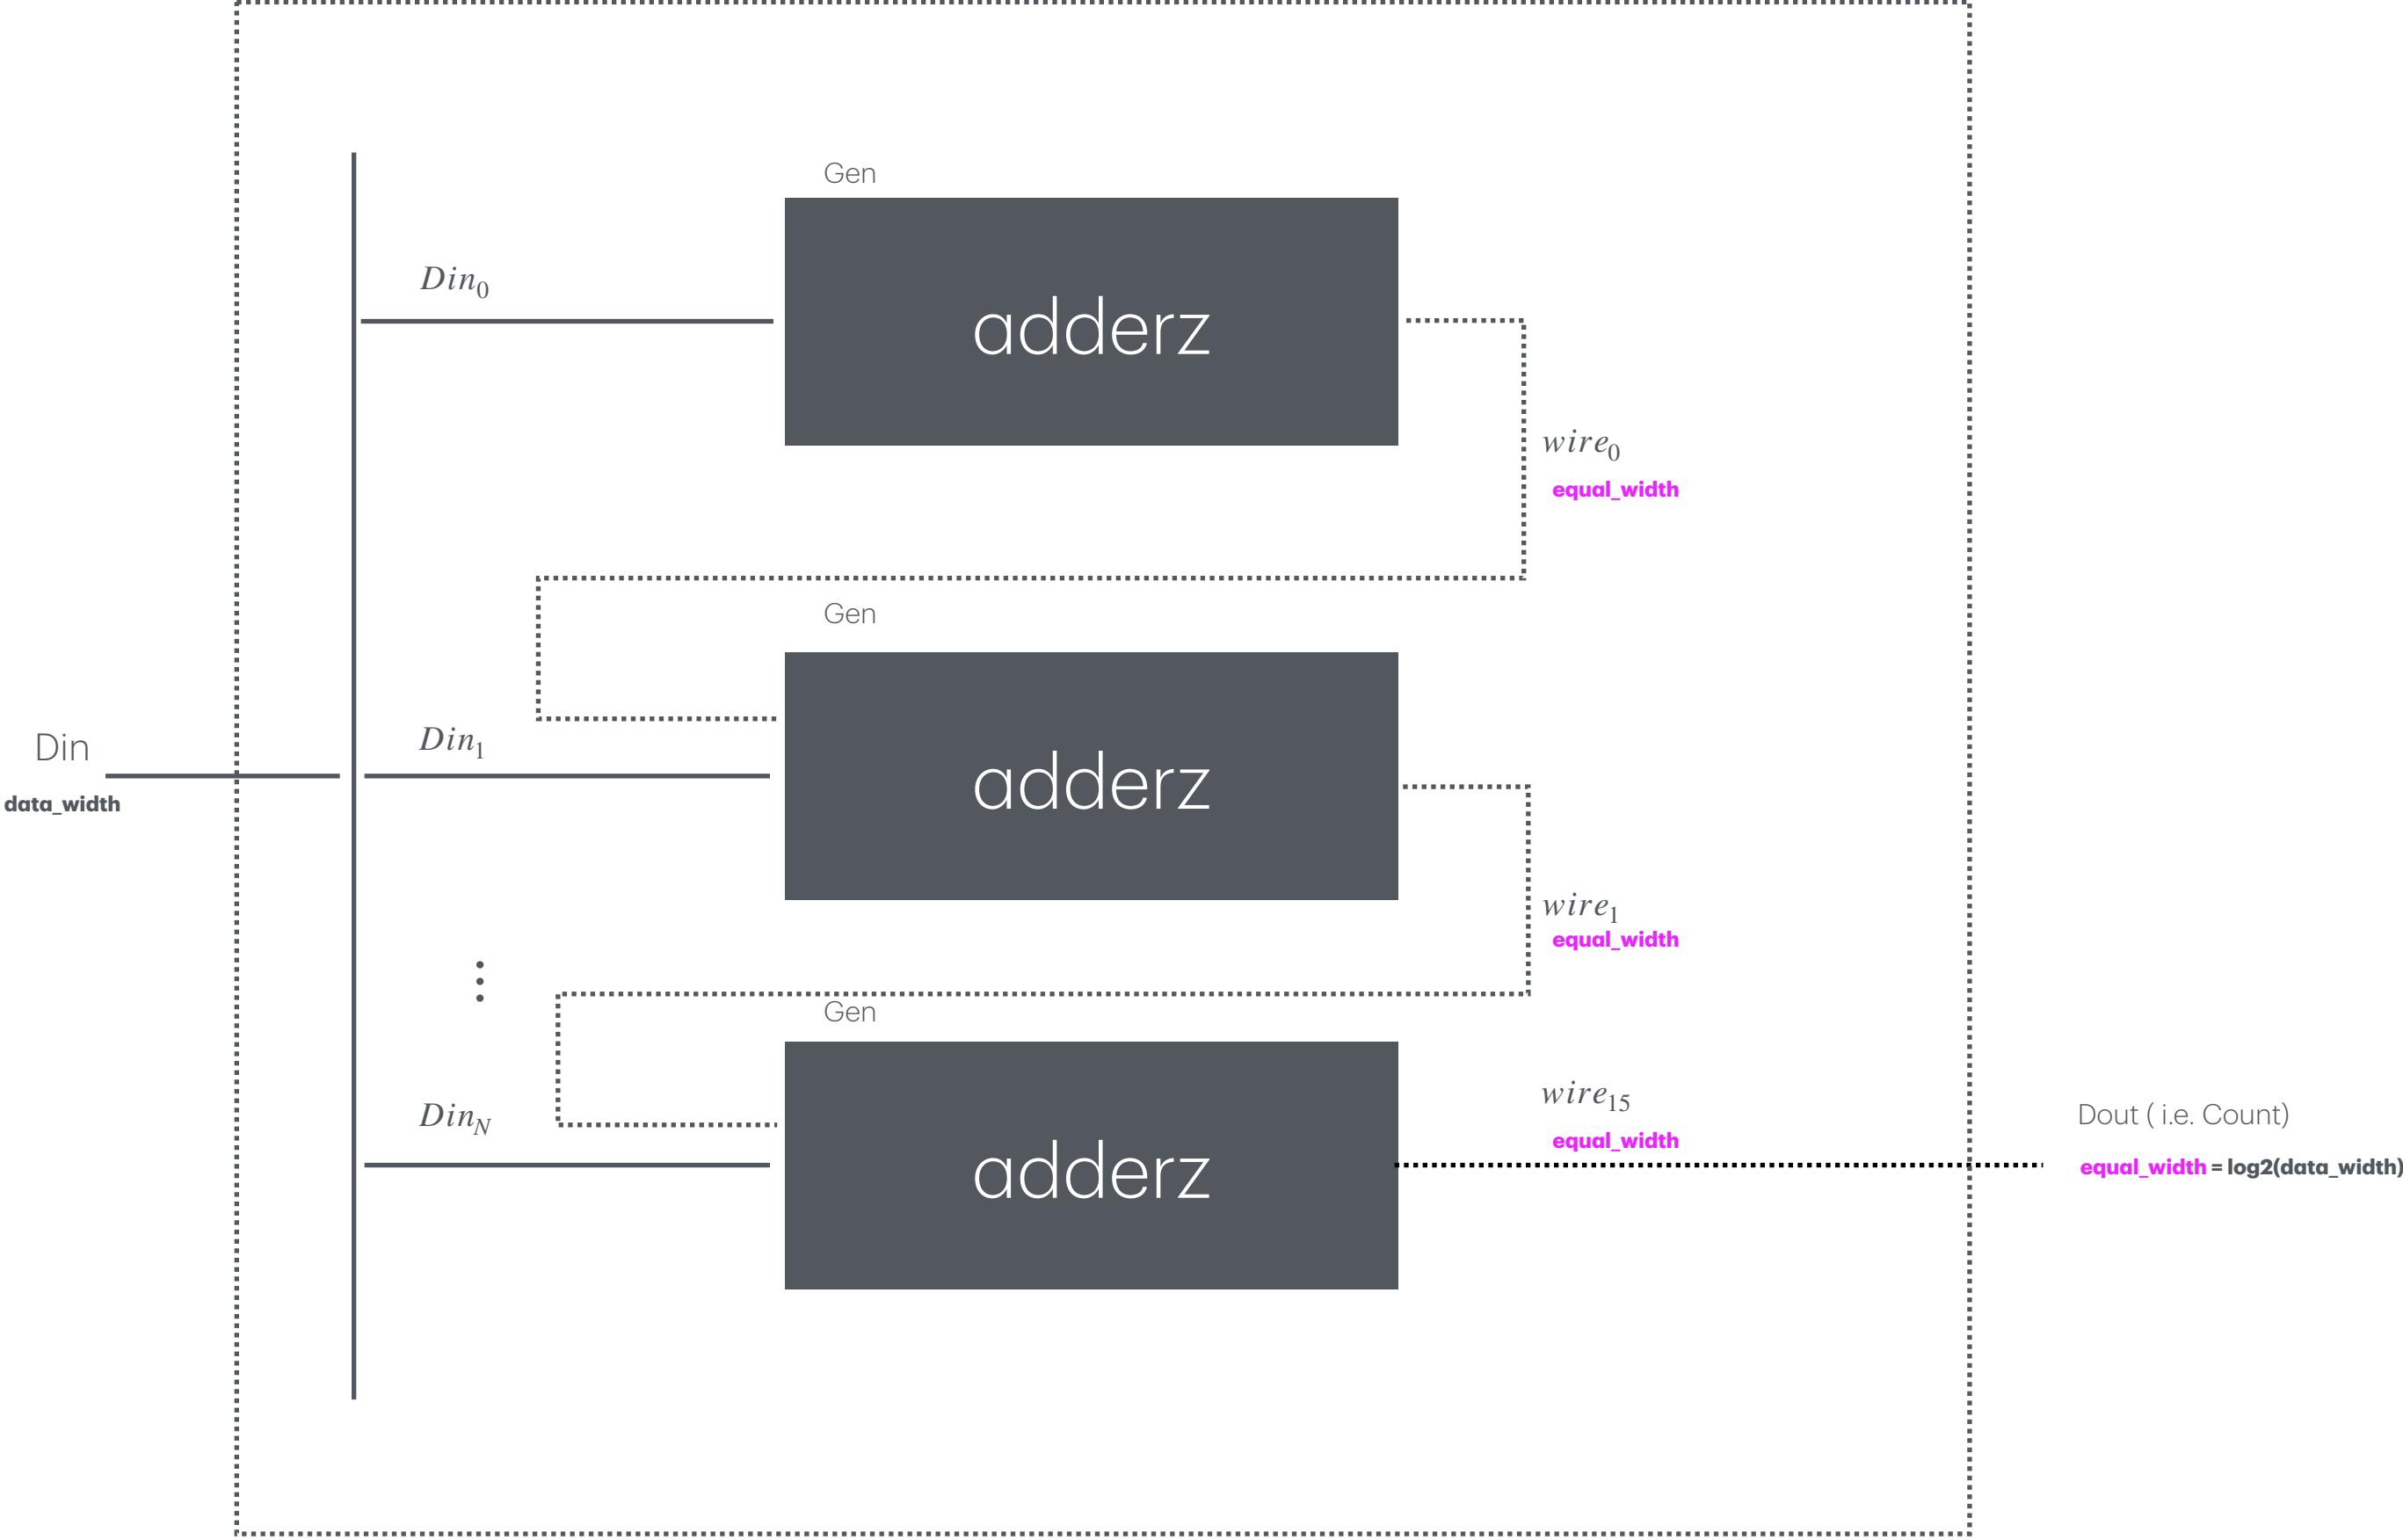 Gen
Din0
adderz
wire0
equal_width
Gen
Din
data_width
Din1
adderz
wire1
equal_width
⋮
Gen
DinN
adderz
wire15
equal_width
Dout ( i.e. Count)
equal_width = log2(data_width)